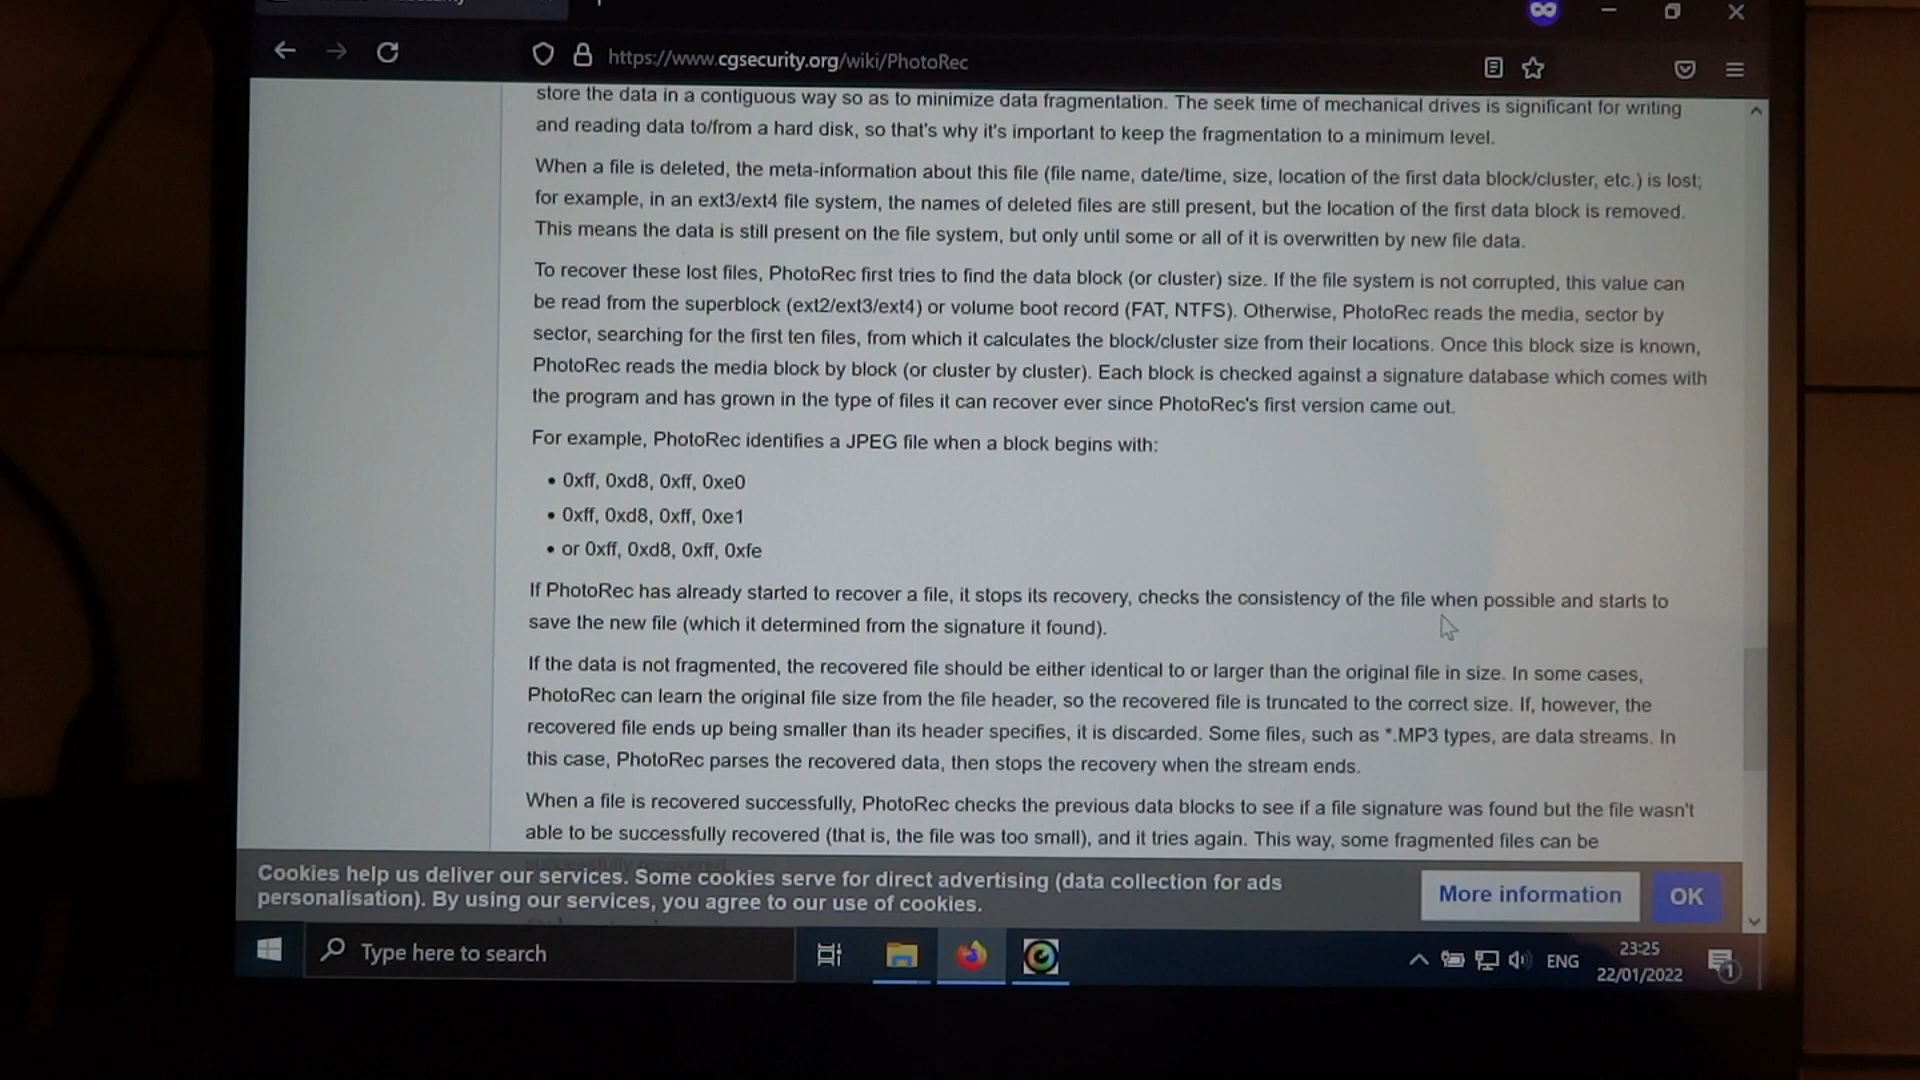 https://www.cgsecurity.org/wiki/PhotoRec
store the data in a contiguous way so as to minimize data fragmentation. The seek time of mechanical drives is significant for writing
and reading data to/from a hard disk, so that's why it's important to keep the fragmentation to a minimum level.
When a file is deleted, the meta-information about this file (file name, date/time, size, location of the first data block/cluster, etc.) is lost;
for example, in an ext3/ext4 file system, the names of deleted files are still present, but the location of the first data block is removed.
This means the data is still present on the file system, but only until some or all of it is overwritten by new file data.
To recover these lost files, PhotoRec first tries to find the data block (or cluster) size. If the file system is not corrupted, this value can
be read from the superblock (ext2/ext3/ext4) or volume boot record (FAT, NTFS). Otherwise, PhotoRec reads the media, sector by
sector, searching for the first ten files, from which it calculates the block/cluster size from their locations. Once this block size is known,
PhotoRec reads the media block by block (or cluster by cluster). Each block is checked against a signature database which comes with
the program and has grown in the type of files it can recover ever since PhotoRec's first version came out.
For example, PhotoRec identifies a JPEG file when a block begins with:
• 0xff, 0xd8, 0xff, 0xe0
• 0xff, 0xd8, 0xff, 0xe1
• or 0xff, 0xd8, 0xff, 0xfe
If PhotoRec has already started to recover a file, it stops its recovery, checks the consistency of the file when possible and starts to
save the new file (which it determined from the signature it found).
If the data is not fragmented, the recovered file should be either identical to or larger than the original file in size. In some cases,
PhotoRec can learn the original file size from the file header, so the recovered file is truncated to the correct size. If, however, the
recovered file ends up being smaller than its header specifies, it is discarded. Some files, such as *.MP3 types, are data streams. In
this case, PhotoRec parses the recovered data, then stops the recovery when the stream ends.
When a file is recovered successfully, PhotoRec checks the previous data blocks to see if a file signature was found but the file wasn't
able to be successfully recovered (that is, the file was too small), and it tries again. This way, some fragmented files can be
successfully recovered.
Cookies help us deliver our services. Some cookies serve for direct advertising (data collection for ads
personalisation). By using our services, you agree to our use of cookies.
More information
OK
Type here to search
ENG
23:25
22/01/2022
1